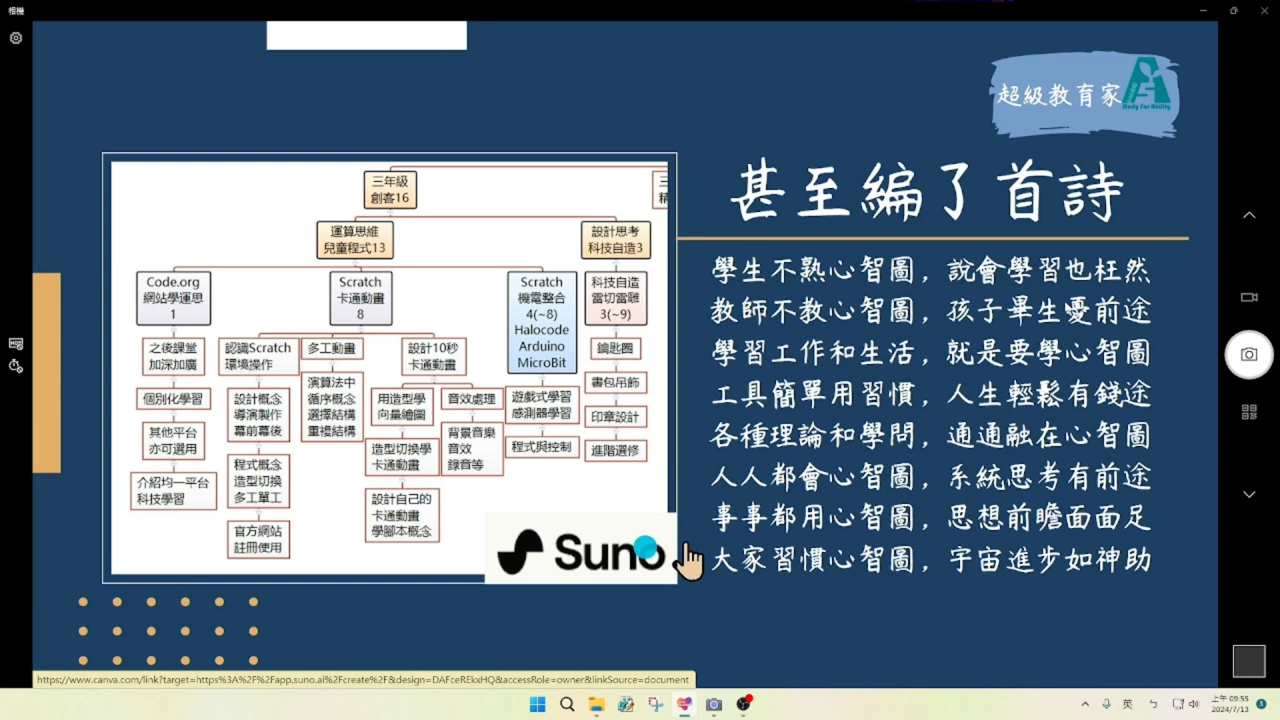 相機
超級教育家
Study For Ability
甚至編了首詩
學生不熟心智圖，說會學習也枉然
教師不教心智圖，孩子畢生憂前途
學習工作和生活，就是要學心智圖
工具簡單用習慣，人生輕鬆有錢途
各種理論和學問，通通融在心智圖
人人都會心智圖，系統思考有前途
事事都用心智圖，思想前瞻面面足
大家習慣心智圖，宇宙進步如神助
三年級
創客16
運算思維
兒童程式13
設計思考
科技自造3
Code.org
網站學運思
1
Scratch
卡通動畫
8
Scratch
機電整合
4(~8)
Halocode
Arduino
MicroBit
科技自造
雷切雷雕
3(~9)
之後課堂
加深加廣
個別化學習
其他平台
亦可選用
介紹均一平台
科技學習
認識Scratch
環境操作
設計概念
導演製作
幕前幕後
程式概念
造型切換
多工單工
官方網站
註冊使用
多工動畫
演算法中
循序概念
選擇結構
重複結構
設計10秒
卡通動畫
用造型學
向量繪圖
造型切換學
卡通動畫
設計自己的
卡通動畫
學腳本概念
音效處理
背景音樂
音效
錄音等
遊戲式學習
感測器學習
程式與控制
鑰匙圈
書包吊飾
印章設計
進階選修
Suno
https://www.canva.com/link?target=https%3A%2F%2Fapp.suno.ai%2Fcreate%2F&design=DAFceREkxHQ&accessRole=owner&linkSource=document
英
上午 09:55
2024/7/13